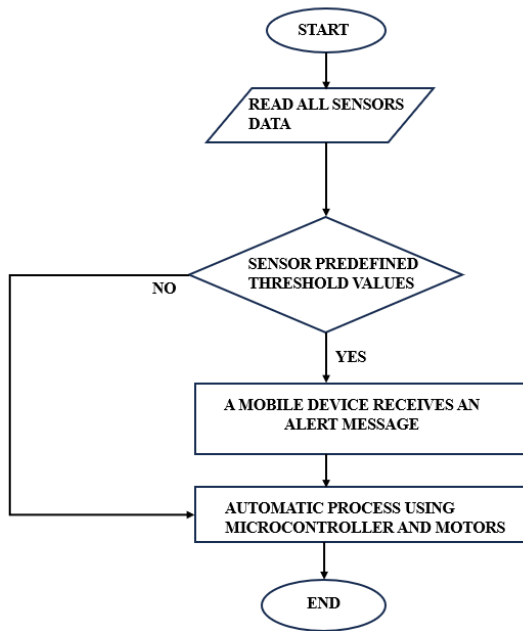 START
READ ALL SENSORS
DATA
SENSOR PREDEFINED
THRESHOLD VALUES
NO
YES
A MOBILE DEVICE RECEIVES AN
ALERT MESSAGE
AUTOMATIC PROCESS USING
MICROCONTROLLER AND MOTORS
END